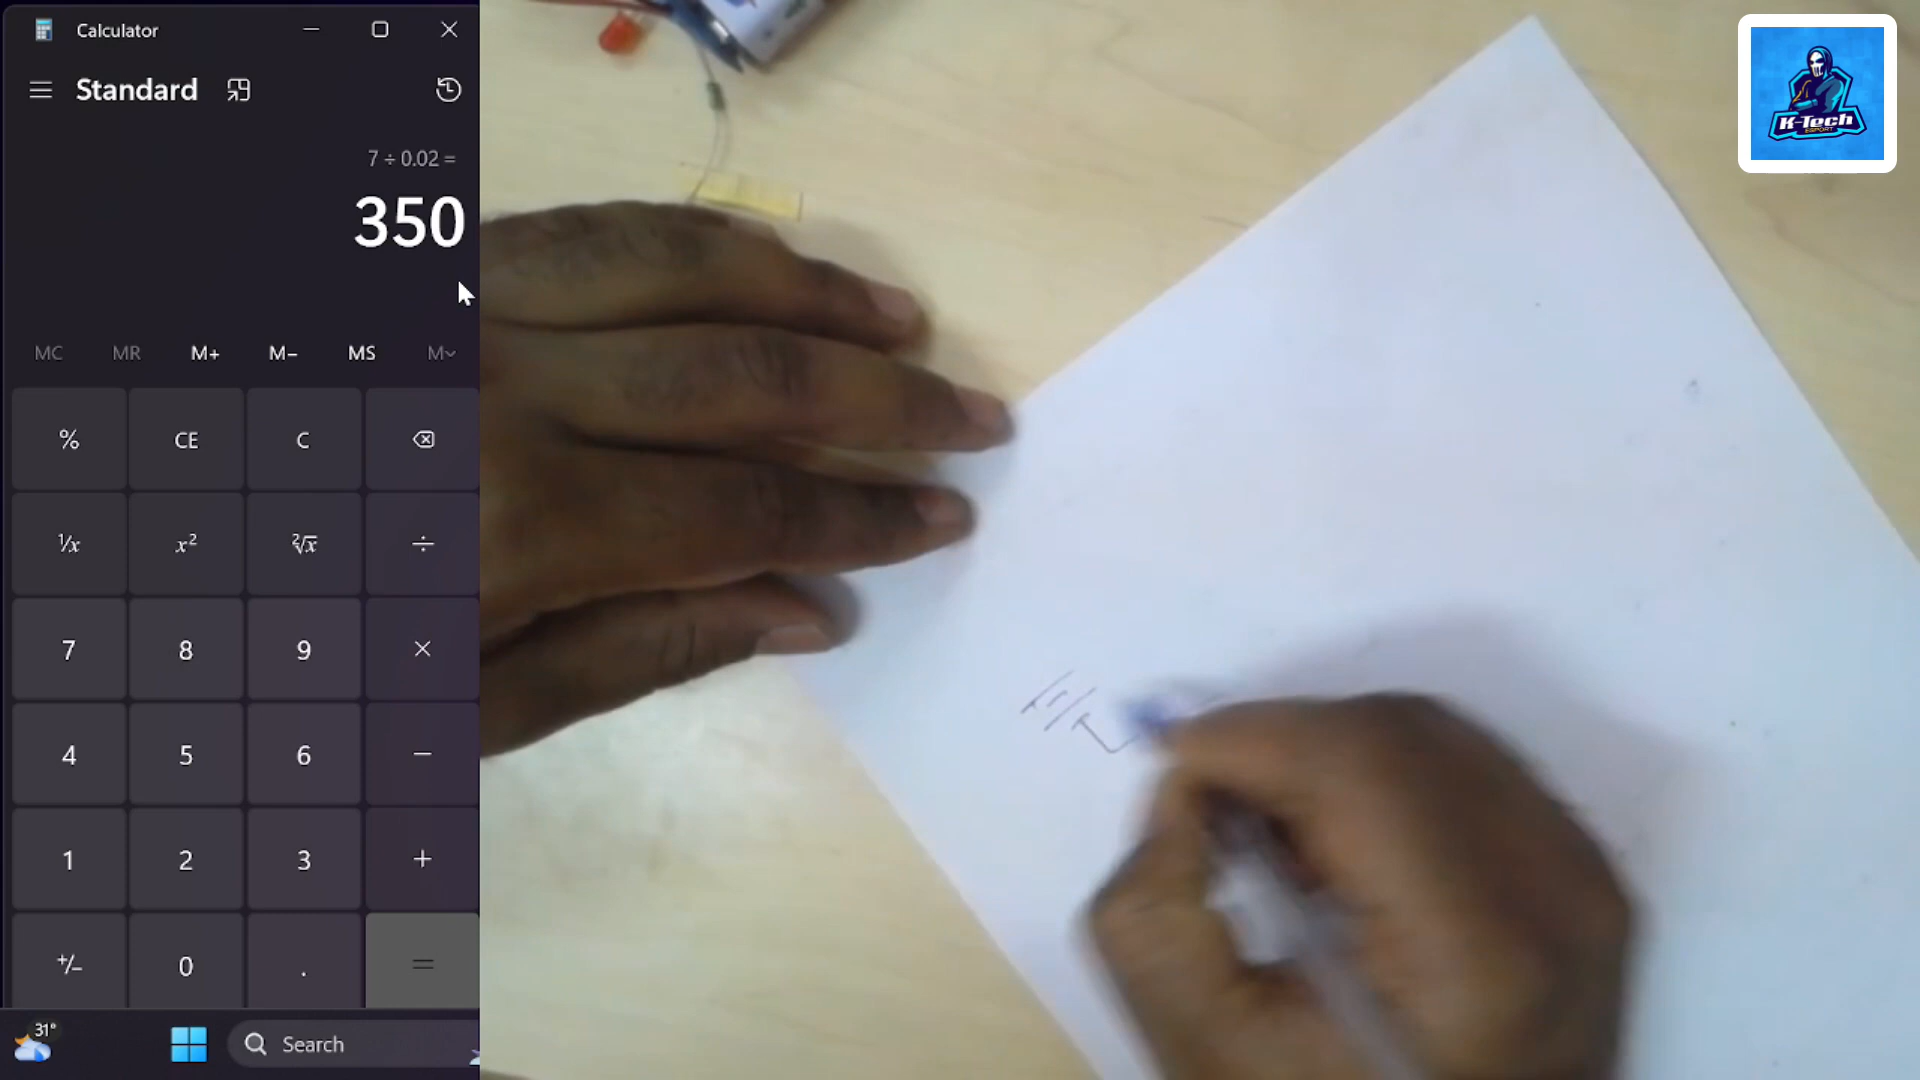 Calculator
Standard
7 ÷ 0.02 =
350
MC MR M+ M− MS M
% CE C
1/x x² ²√x ÷
7 8 9 ×
4 5 6 −
1 2 3 +
+/− 0 . =
31°
Search
K-Tech
ESPORT